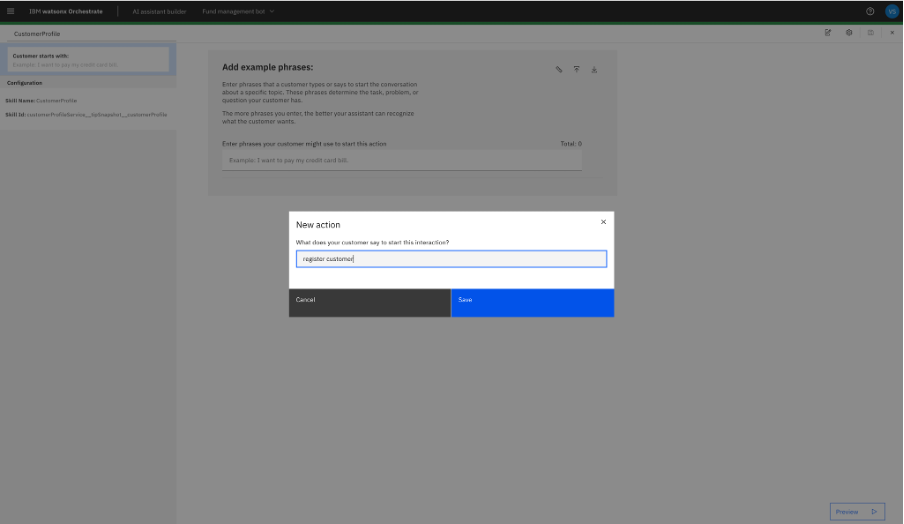 IBM watsonx Orchestrate
AI assistant builder
Fund management bot
VS
CustomerProfile
Customer starts with:
Example: I want to pay my credit card bill.
Configuration
Skill Name: CustomerProfile
Skill Id: customerProfileService__
Add example phrases:
Enter phrases that a customer types or says to start the conversation
about a specific topic. These phrases determine the task, problem, or
question your customer has.
The more phrases you enter, the better your assistant can recognize
what the customer wants.
Enter phrases your customer might use to start this action
Total: 0
Example: I want to pay my credit card bill.
New action
What does your customer say to start this interaction?
register customer
Cancel
Save
Preview